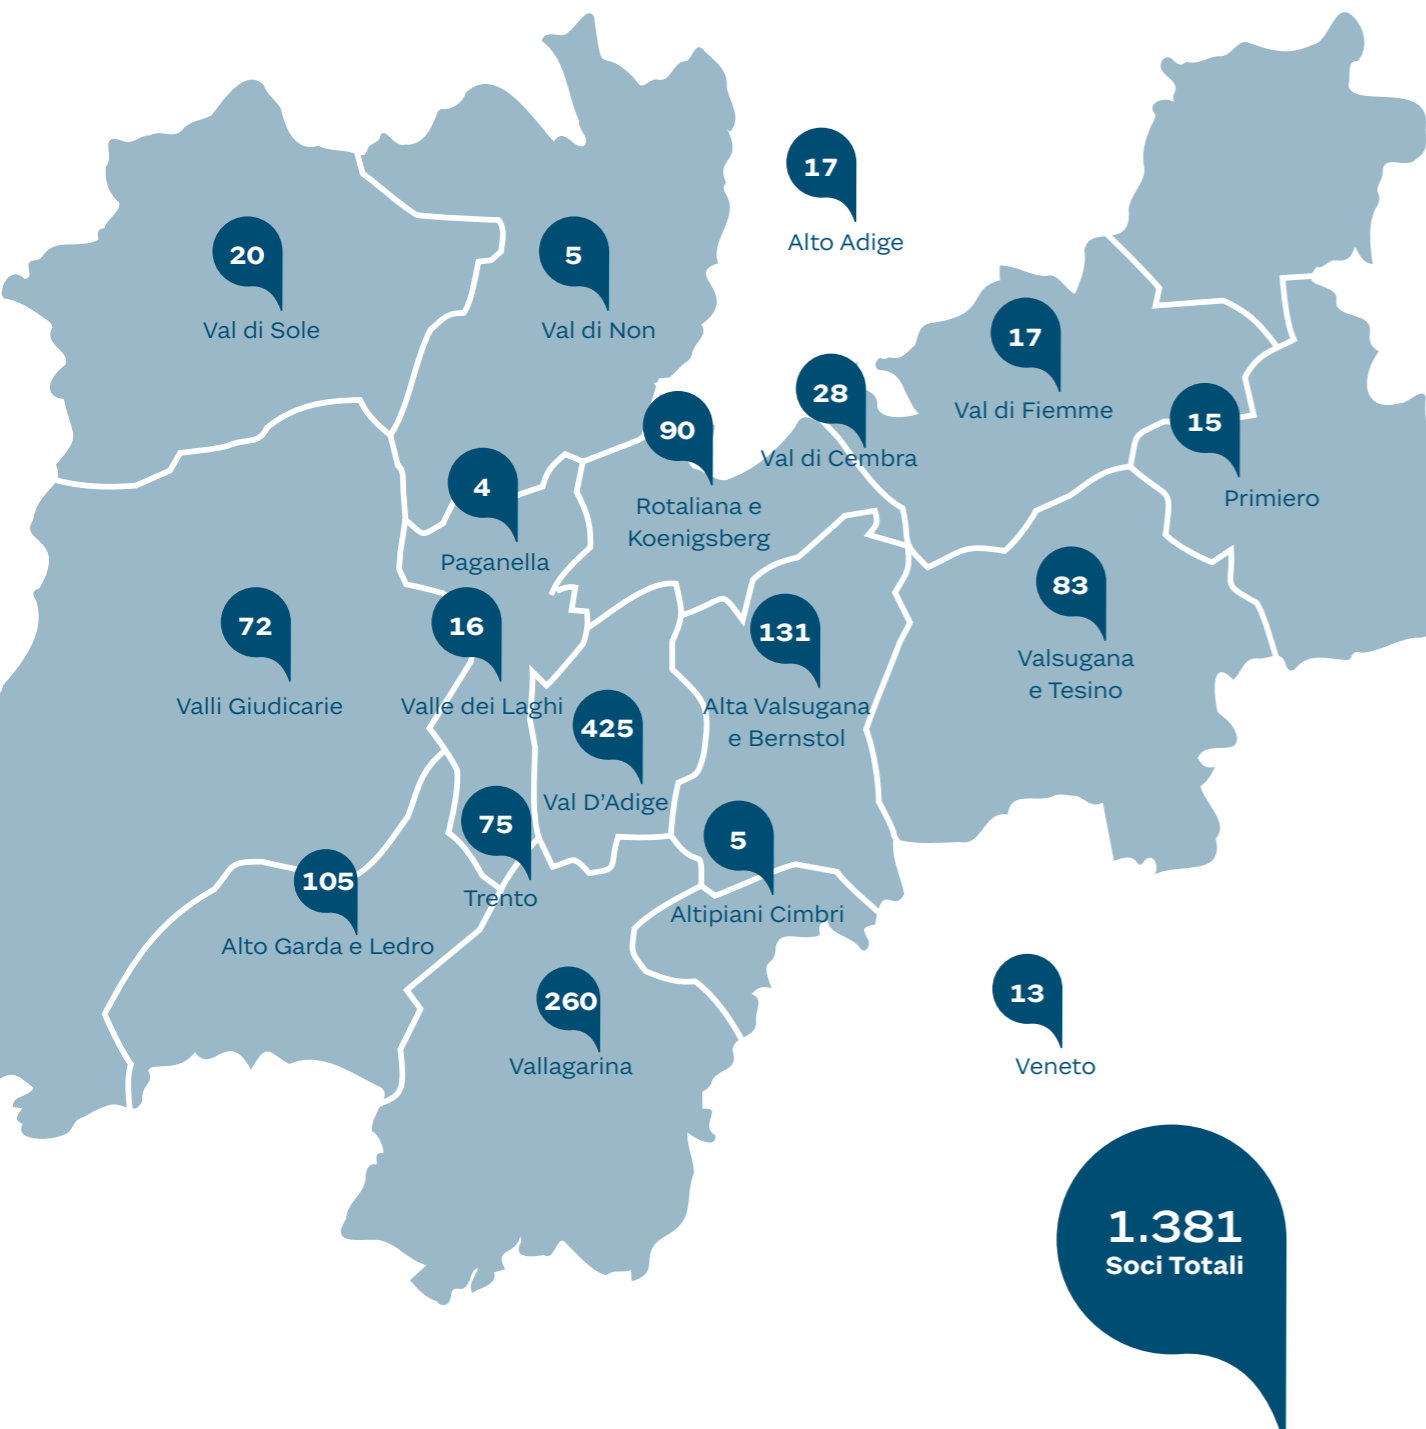 17
Alto Adige
20
Val di Sole
5
Val di Non
17
Val di Fiemme
28
Val di Cembra
15
Primiero
90
Rotaliana e
Koenigsberg
4
Paganella
83
Valsugana
e Tesino
72
Valli Giudicarie
16
Valle dei Laghi
131
Alta Valsugana
e Bernstol
425
Val D'Adige
75
Trento
5
Altipiani Cimbri
105
Alto Garda e Ledro
260
Vallagarina
13
Veneto
1.381
Soci Totali